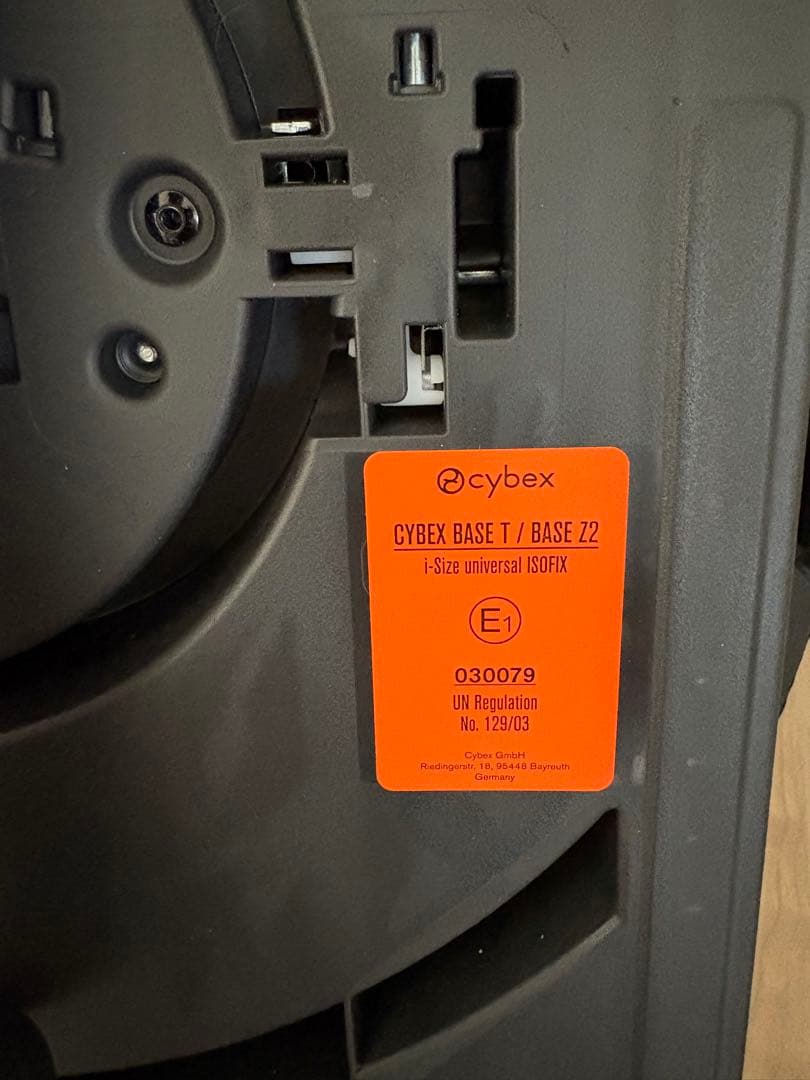 cybex
CYBEX BASE T / BASE Z2
i-Size universal ISOFIX
E1
030079
UN Regulation
No. 129/03
Cybex GmbH
Riedingerstr. 18, 95448 Bayreuth
Germany